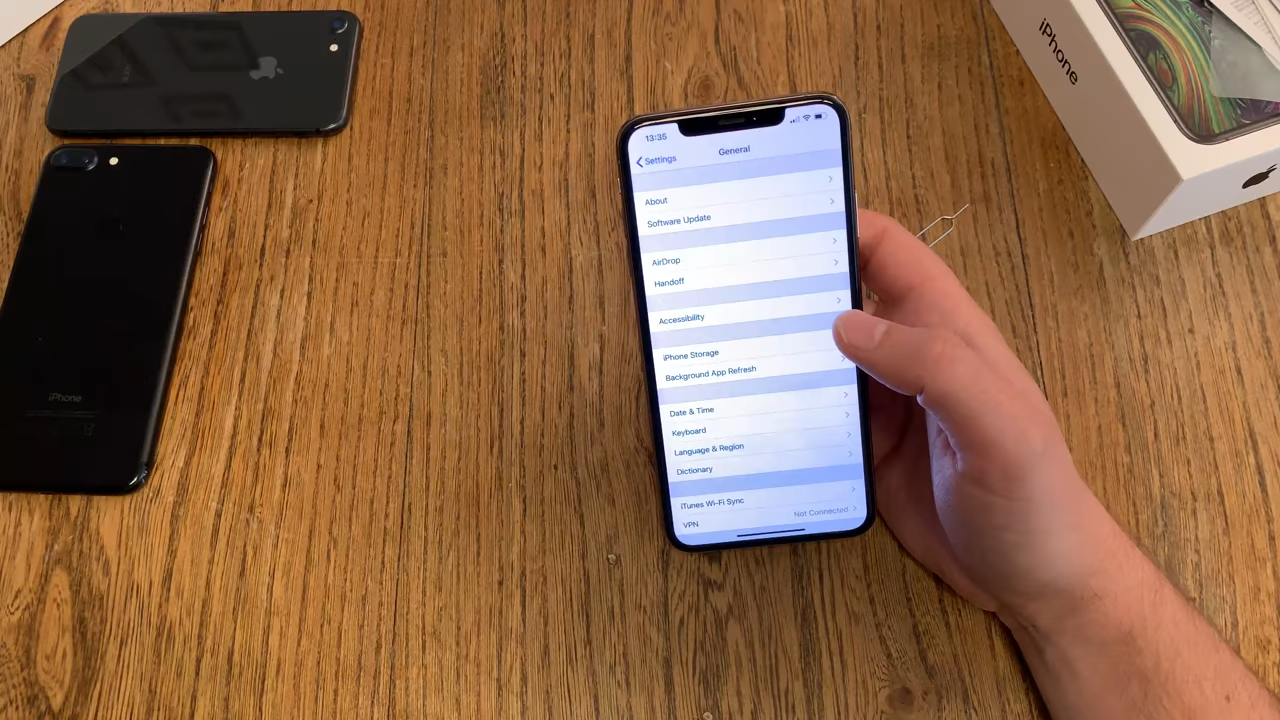 iPhone
13:35
Settings
General
About
Software Update
AirDrop
Handoff
Accessibility
iPhone Storage
Background App Refresh
Date & Time
Keyboard
Language & Region
Dictionary
iTunes Wi-Fi Sync
VPN Not Connected
iPhone